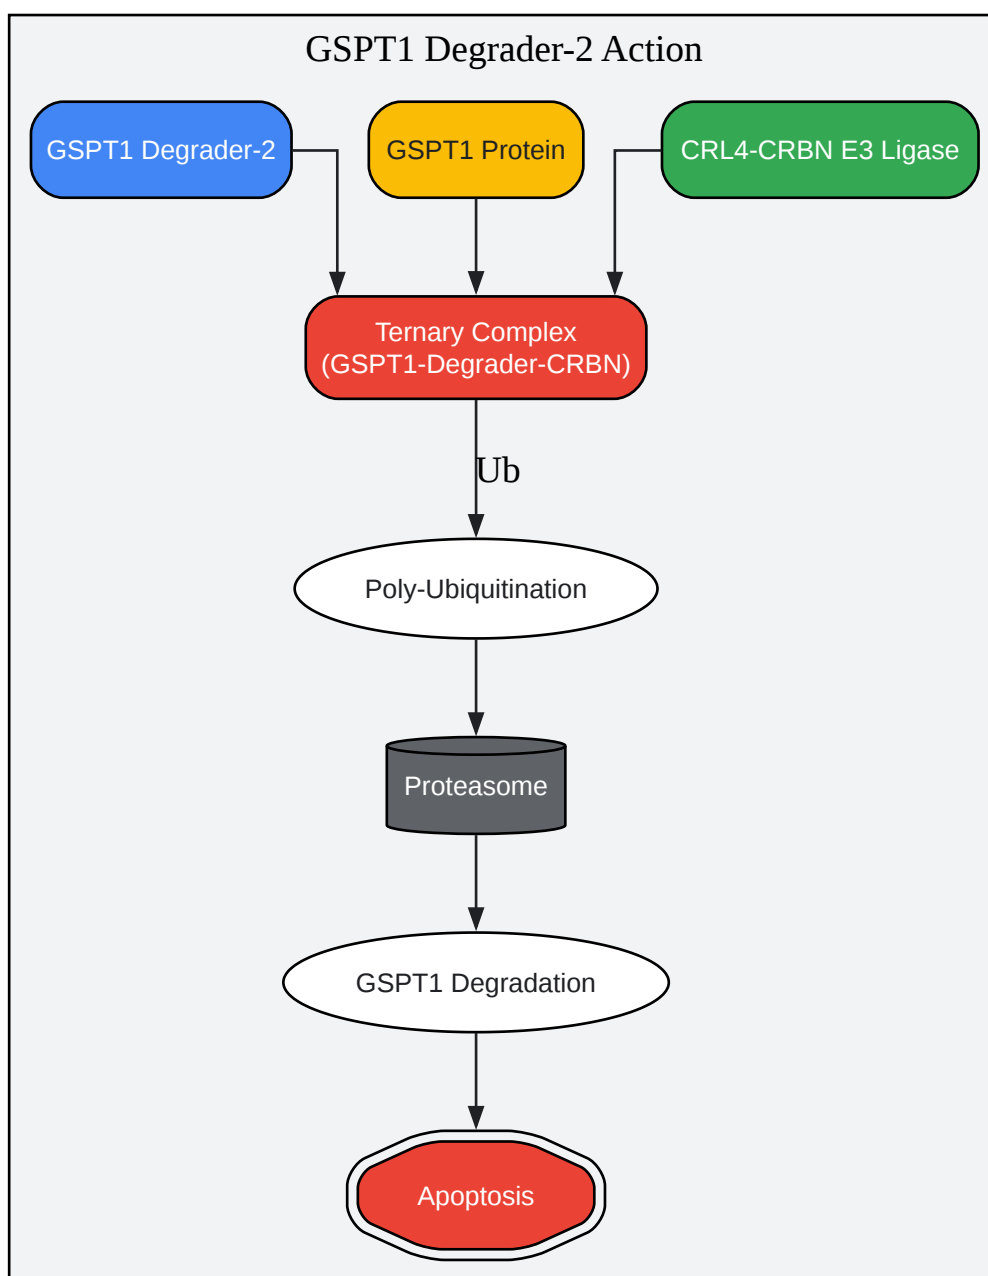 GSPT1 Degrader-2 Action
GSPT1 Degrader-2
GSPT1 Protein
CRL4-CRBN E3 Ligase
Ternary Complex
(GSPT1-Degrader-CRBN)
Ub
Poly-Ubiquitination
Proteasome
GSPT1 Degradation
Apoptosis